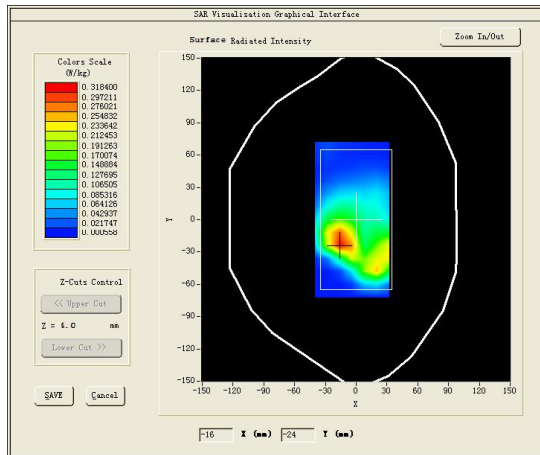 SAR Visualisation Graphical Interface
Surface Radiated Intensity
Zoom In/Out
Colors Scale
(W/kg)
0.318400
0.297211
0.276021
0.254832
0.233642
0.212453
0.191263
0.170074
0.148884
0.127695
0.106505
0.085316
0.064126
0.042937
0.021747
0.000558
Z-Cuts Control
<< Upper Cut
Z = 4.0 mm
Lower Cut >>
SAVE Cancel
150
120
90
60
30
0
-30
-60
-90
-120
-150
Y
-150 -120 -90 -60 -30 0 30 60 90 120 150
X
-16 X (mm) -24 Y (mm)